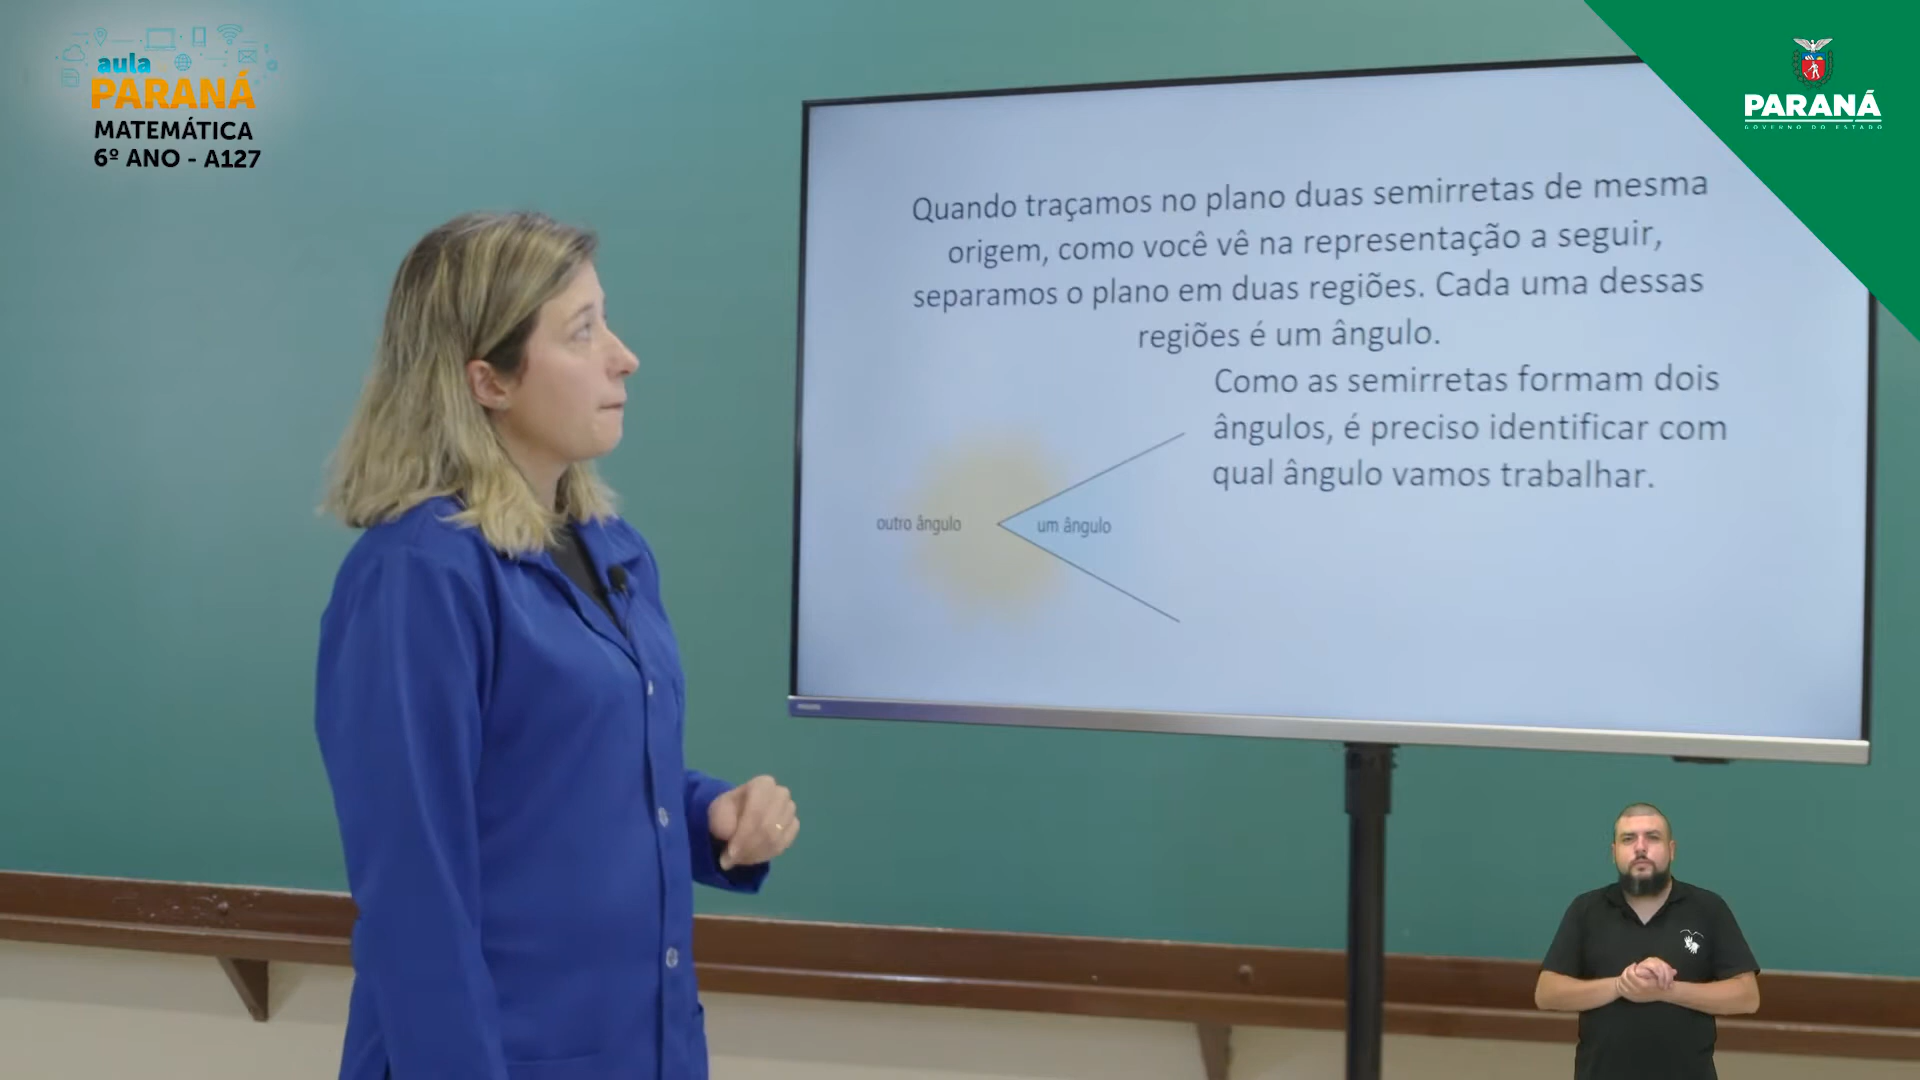 aula
PARANÁ
MATEMÁTICA
6º ANO - A127
PARANÁ
GOVERNO DO ESTADO
Quando traçamos no plano duas semirretas de mesma
origem, como você vê na representação a seguir,
separamos o plano em duas regiões. Cada uma dessas
regiões é um ângulo.
Como as semirretas formam dois
ângulos, é preciso identificar com
qual ângulo vamos trabalhar.
outro ângulo
um ângulo
PHILIPS